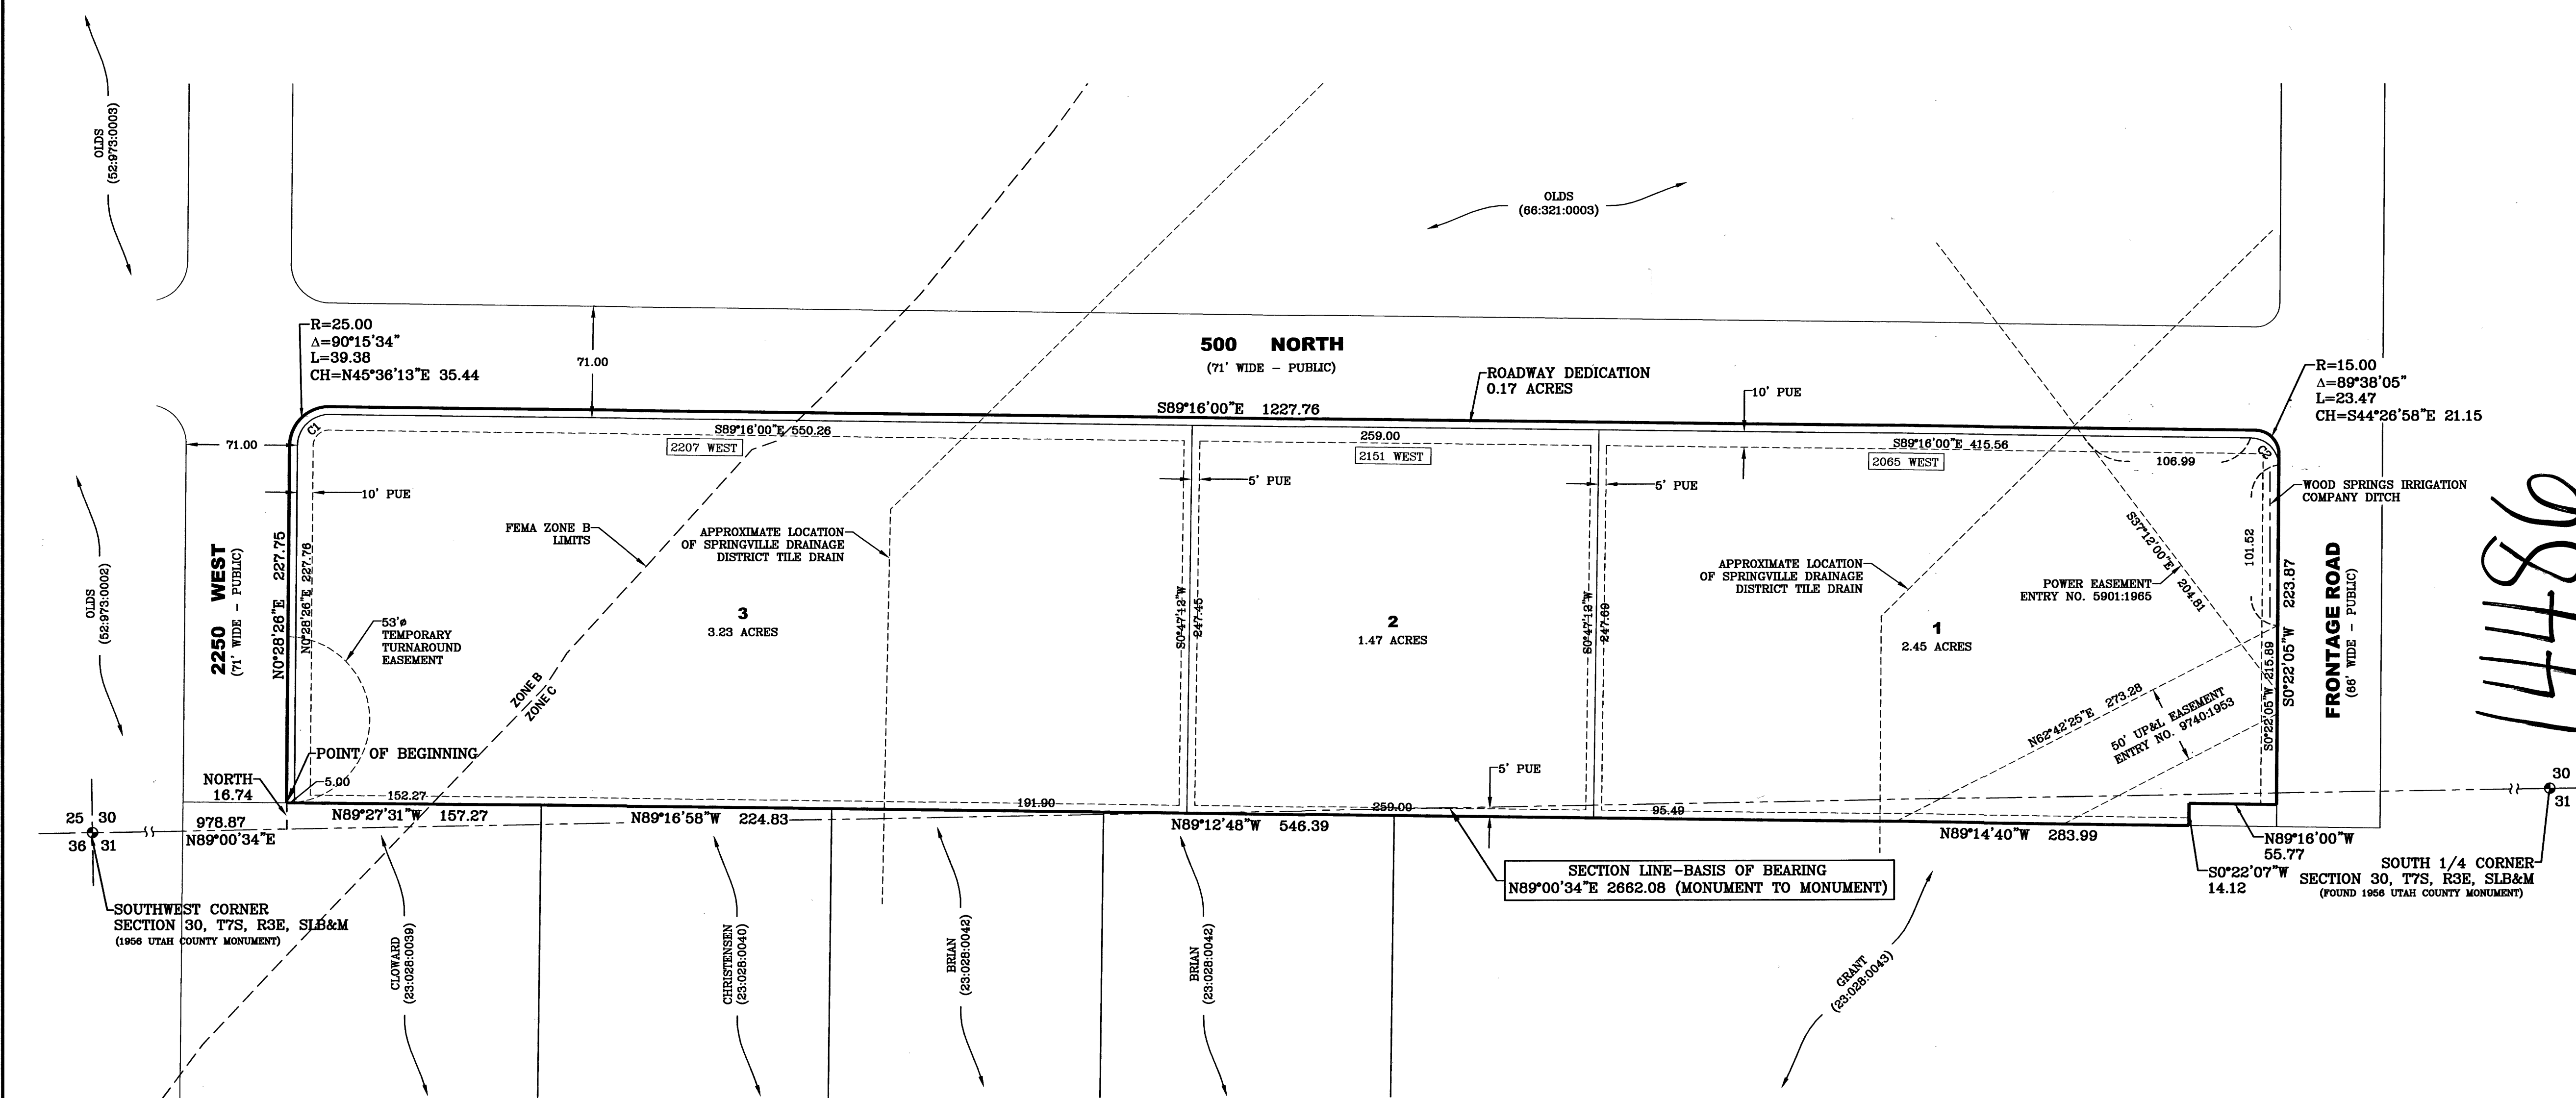 OLDS
(52:973:0003)
OLDS
(66:321:0003)
R=25.00
Δ=90°15'34"
L=39.38
CH=N45°36'13"E 35.44
71.00
500 NORTH
(71' WIDE - PUBLIC)
ROADWAY DEDICATION
0.17 ACRES
10' PUE
R=15.00
Δ=89°38'05"
L=23.47
CH=S44°26'58"E 21.15
S89°16'00"E 1227.76
C1
S89°16'00"E 550.26
2207 WEST
259.00
2151 WEST
S89°16'00"E 415.56
2065 WEST
106.99
C2
71.00
10' PUE
5' PUE
5' PUE
WOOD SPRINGS IRRIGATION
COMPANY DITCH
OLDS
(52:973:0002)
2250 WEST
(71' WIDE - PUBLIC)
N0°28'26"E 227.75
N0°28'26"E 227.76
FEMA ZONE B
LIMITS
APPROXIMATE LOCATION
OF SPRINGVILLE DRAINAGE
DISTRICT TILE DRAIN
S0°47'12"W
247.45
S0°47'12"W
247.69
APPROXIMATE LOCATION
OF SPRINGVILLE DRAINAGE
DISTRICT TILE DRAIN
S37°12'00"E 204.81
POWER EASEMENT
ENTRY NO. 5901:1965
101.52
S0°22'05"W 223.87
S0°22'05"W 215.89
FRONTAGE ROAD
(66' WIDE - PUBLIC)
14486
53'ø
TEMPORARY
TURNAROUND
EASEMENT
3
3.23 ACRES
2
1.47 ACRES
1
2.45 ACRES
ZONE B
ZONE C
N62°42'25"E 273.28
50' UP&L EASEMENT
ENTRY NO. 9740:1953
POINT OF BEGINNING
NORTH
16.74
5.00
152.27
191.90
5' PUE
259.00
95.49
25 30
36 31
978.87
N89°00'34"E
N89°27'31"W 157.27
N89°16'58"W 224.83
N89°12'48"W 546.39
N89°14'40"W 283.99
N89°16'00"W
55.77
S0°22'07"W
14.12
30
31
SECTION LINE-BASIS OF BEARING
N89°00'34"E 2662.08 (MONUMENT TO MONUMENT)
SOUTH 1/4 CORNER
SECTION 30, T7S, R3E, SLB&M
(FOUND 1956 UTAH COUNTY MONUMENT)
SOUTHWEST CORNER
SECTION 30, T7S, R3E, SLB&M
(1956 UTAH COUNTY MONUMENT)
CLOWARD
(23:028:0039)
CHRISTENSEN
(23:028:0040)
BRIAN
(23:028:0042)
BRIAN
(23:028:0042)
GRANT
(23:028:0043)